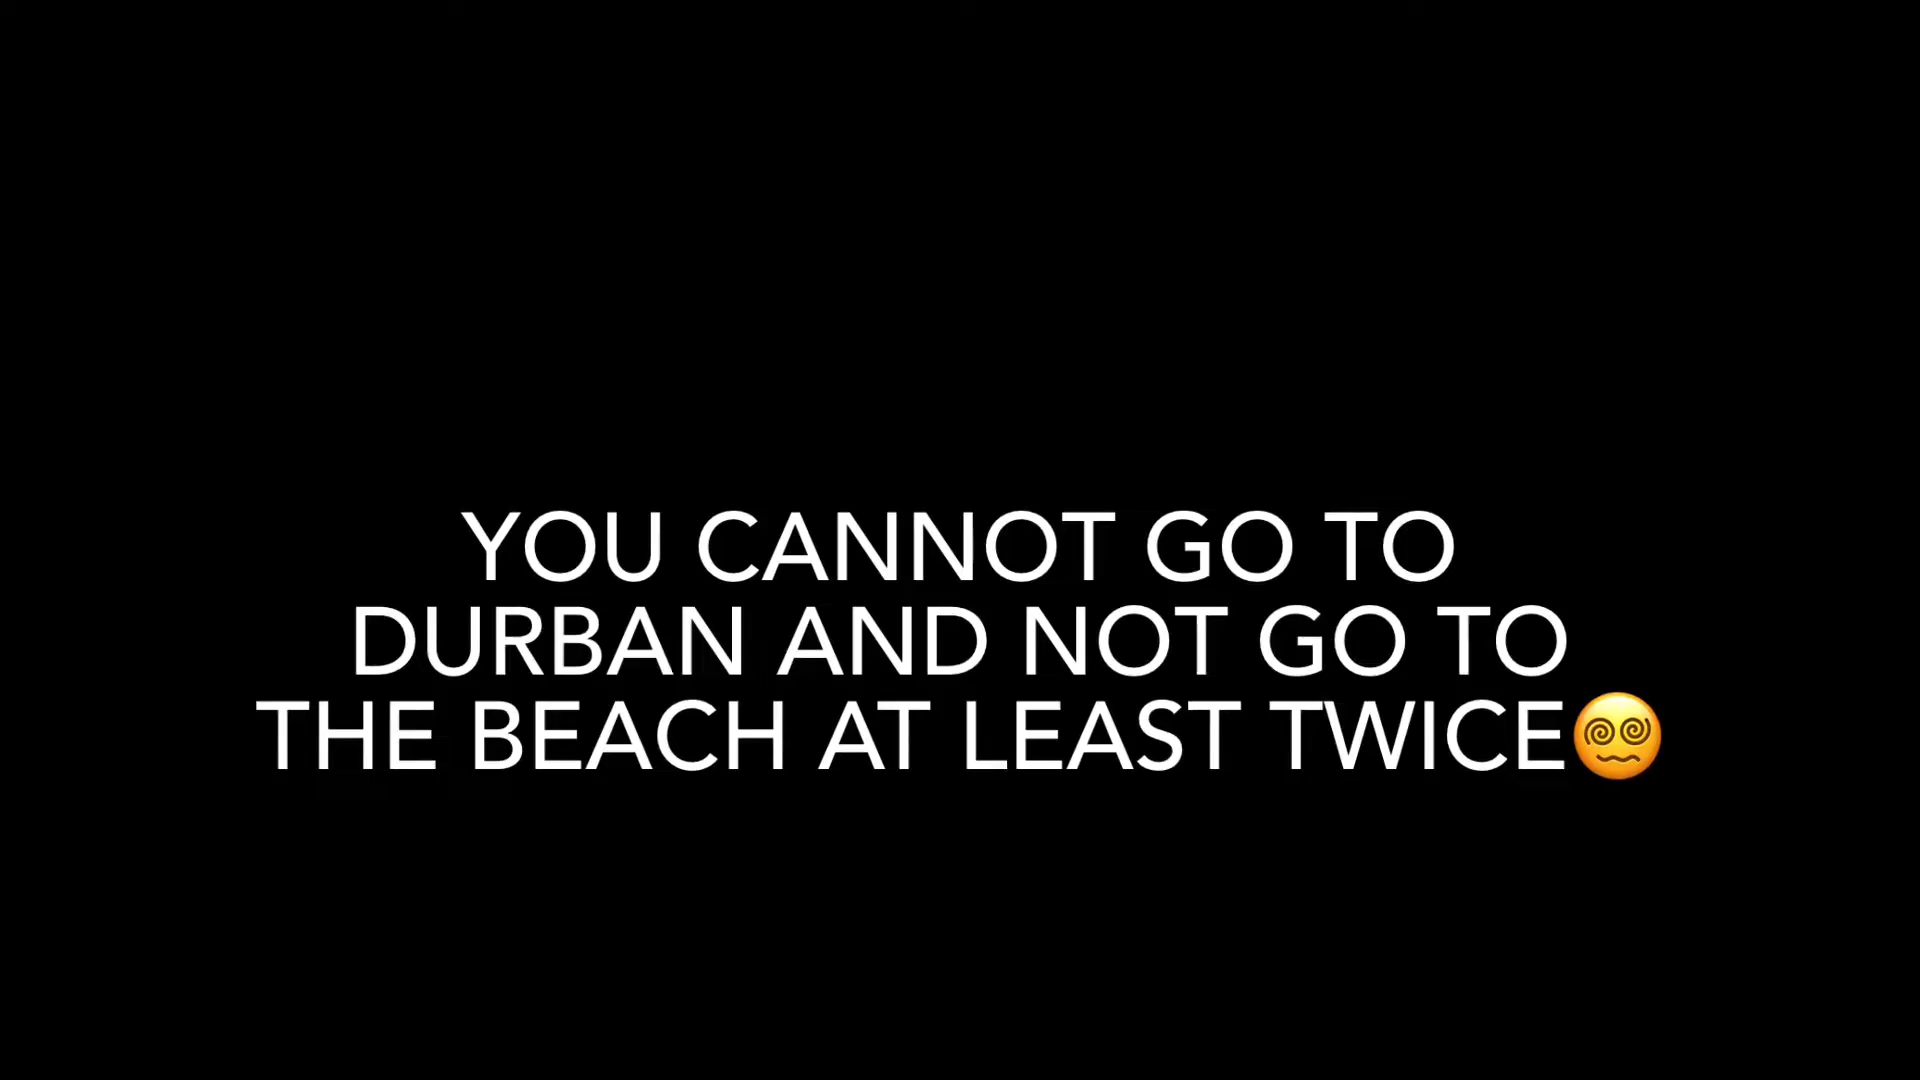 YOU CANNOT GO TO
DURBAN AND NOT GO TO
THE BEACH AT LEAST TWICE😵‍💫